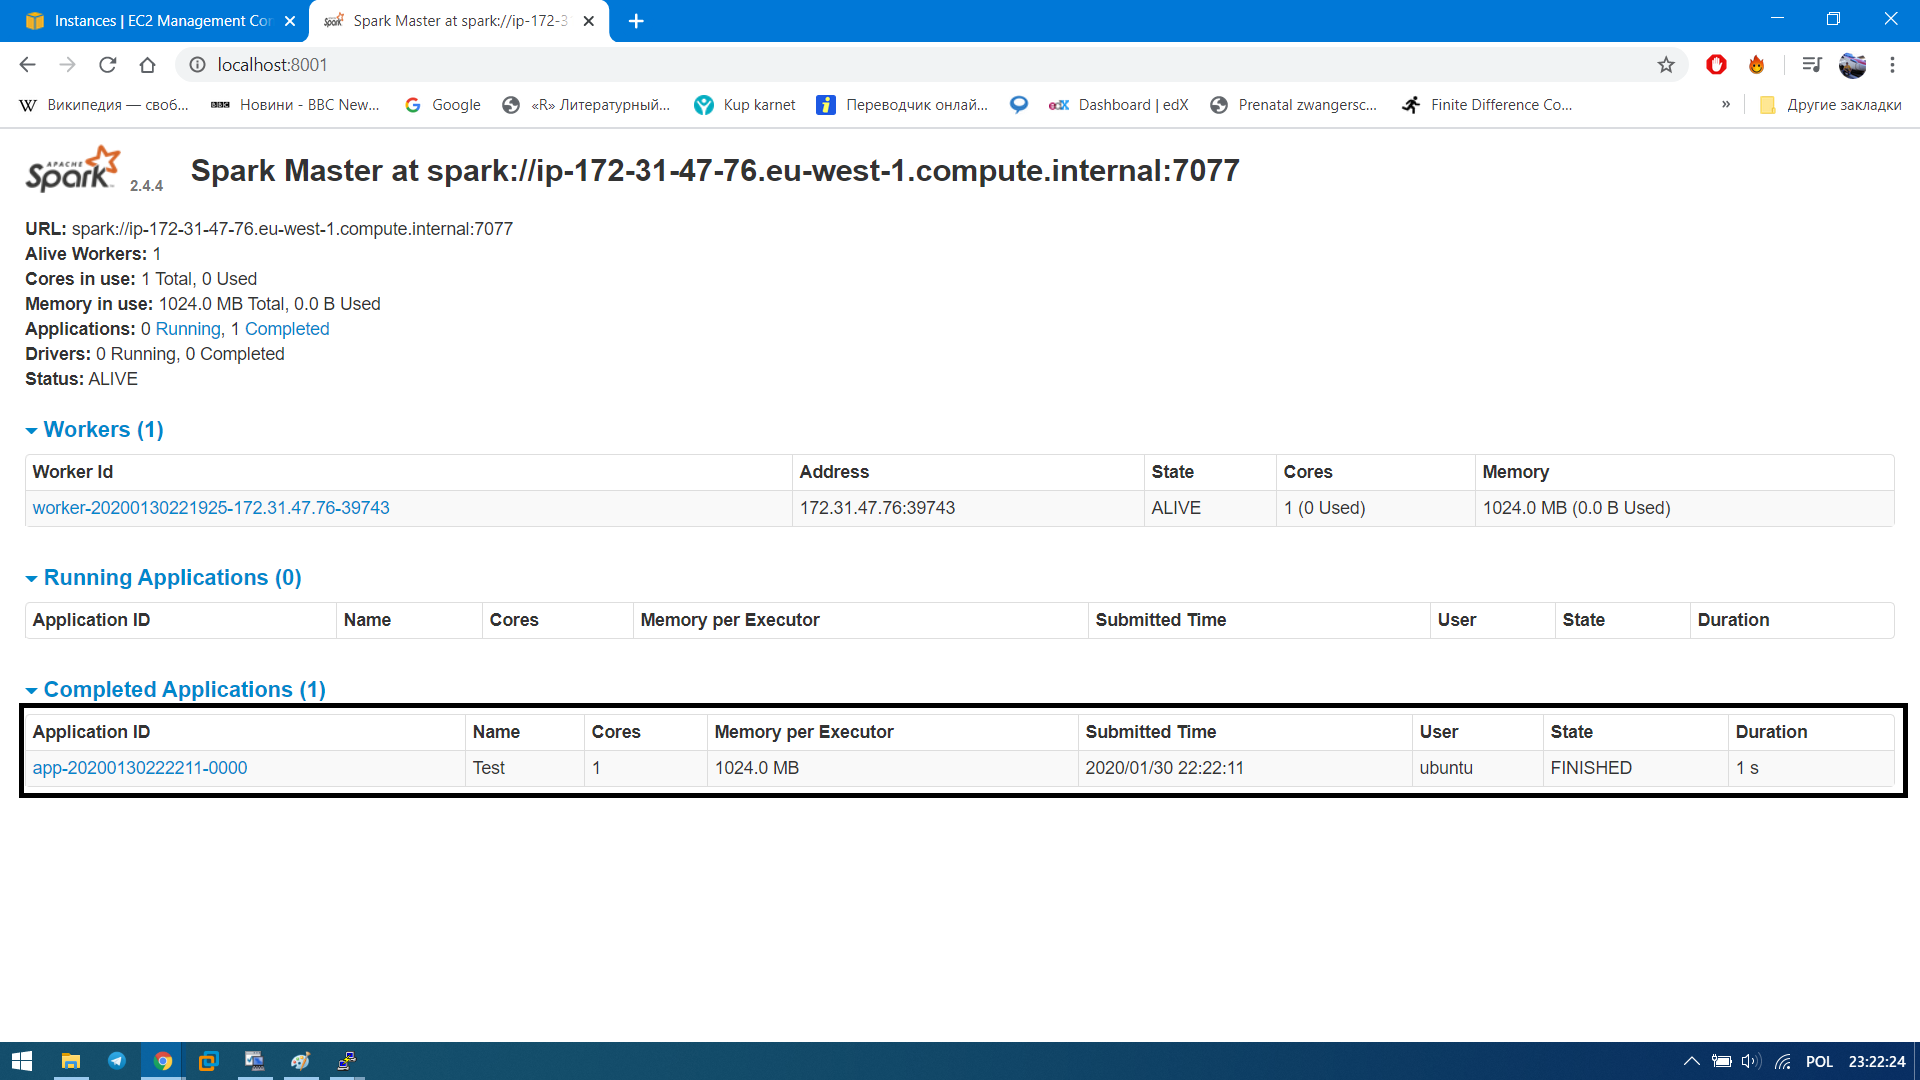 Instances | EC2 Management Con
Spark Master at spark://ip-172-3
localhost:8001
Википедия — своб...
Новини - BBC New...
Google
«R» Литературный...
Kup karnet
Переводчик онлай...
Dashboard | edX
Prenatal zwangersc...
Finite Difference Co...
» Другие закладки
APACHE
Spark 2.4.4
Spark Master at spark://ip-172-31-47-76.eu-west-1.compute.internal:7077
URL: spark://ip-172-31-47-76.eu-west-1.compute.internal:7077
Alive Workers: 1
Cores in use: 1 Total, 0 Used
Memory in use: 1024.0 MB Total, 0.0 B Used
Applications: 0 Running, 1 Completed
Drivers: 0 Running, 0 Completed
Status: ALIVE
Workers (1)
Worker Id Address State Cores Memory
worker-20200130221925-172.31.47.76-39743 172.31.47.76:39743 ALIVE 1 (0 Used) 1024.0 MB (0.0 B Used)
Running Applications (0)
Application ID Name Cores Memory per Executor Submitted Time User State Duration
Completed Applications (1)
Application ID Name Cores Memory per Executor Submitted Time User State Duration
app-20200130222211-0000 Test 1 1024.0 MB 2020/01/30 22:22:11 ubuntu FINISHED 1 s
POL 23:22:24